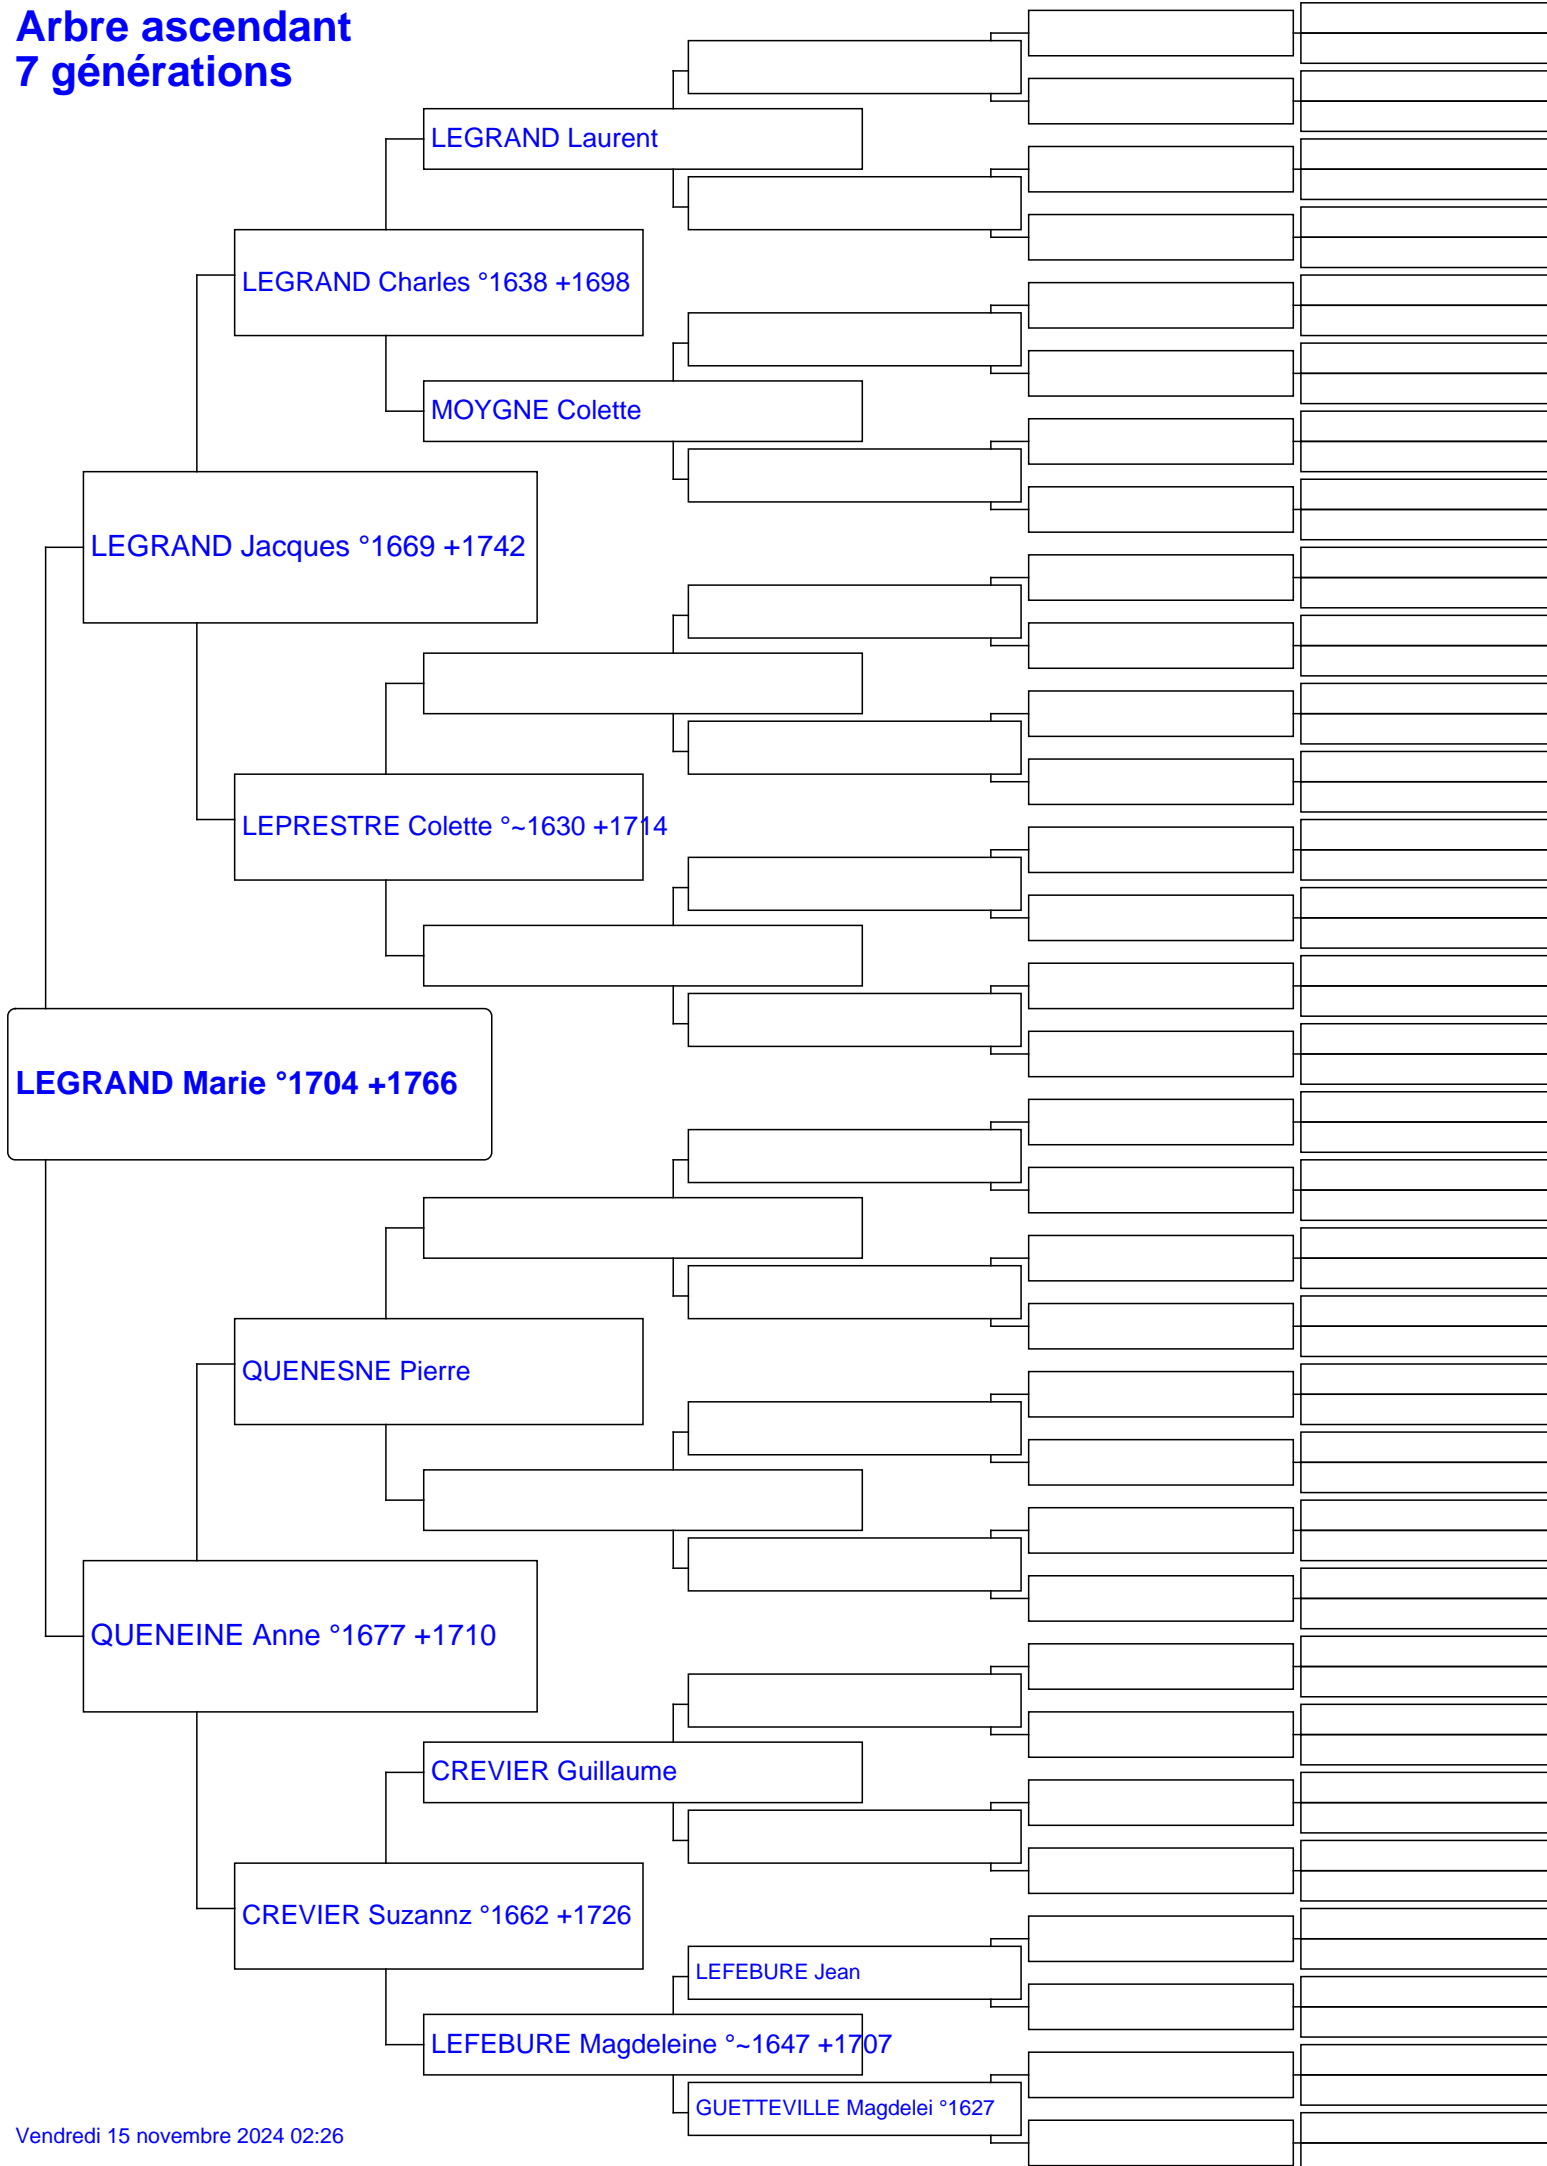 Arbre ascendant
7 générations
LEGRAND Laurent
LEGRAND Charles °1638 +1698
MOYGNE Colette
LEGRAND Jacques °1669 +1742
LEPRESTRE Colette °~1630 +1714
LEGRAND Marie °1704 +1766
QUENESNE Pierre
QUENEINE Anne °1677 +1710
CREVIER Guillaume
CREVIER Suzannz °1662 +1726
LEFEBURE Jean
LEFEBURE Magdeleine °~1647 +1707
GUETTEVILLE Magdelei °1627
Vendredi 15 novembre 2024 02:26